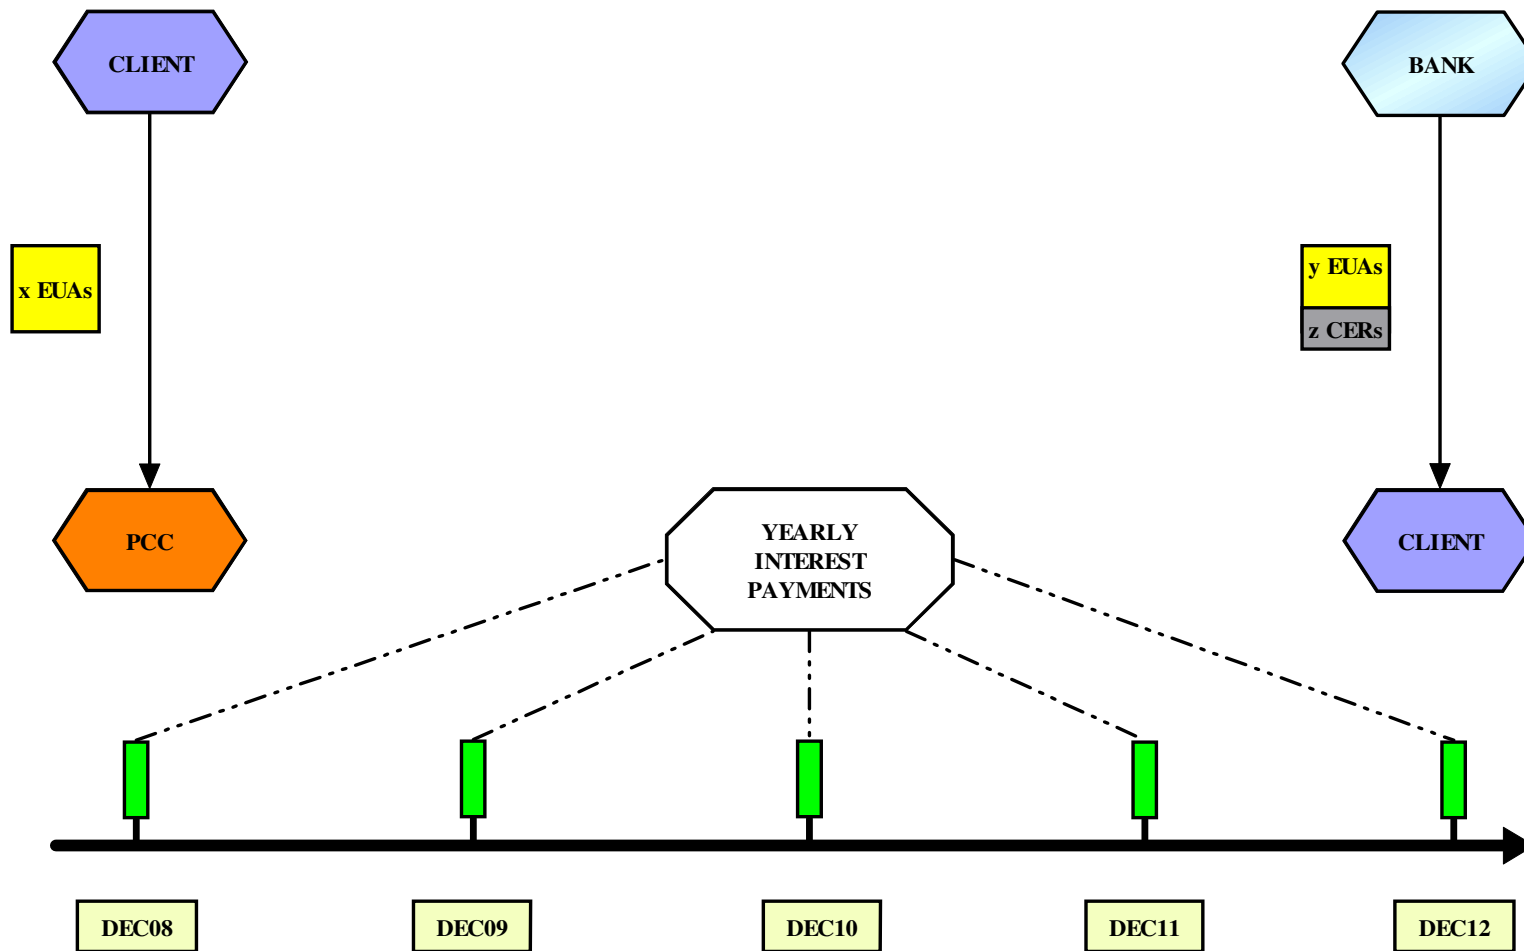 CLIENT
BANK
x EUAs
y EUAs
z CERs
PCC
YEARLY
INTEREST
PAYMENTS
CLIENT
DEC08
DEC09
DEC10
DEC11
DEC12